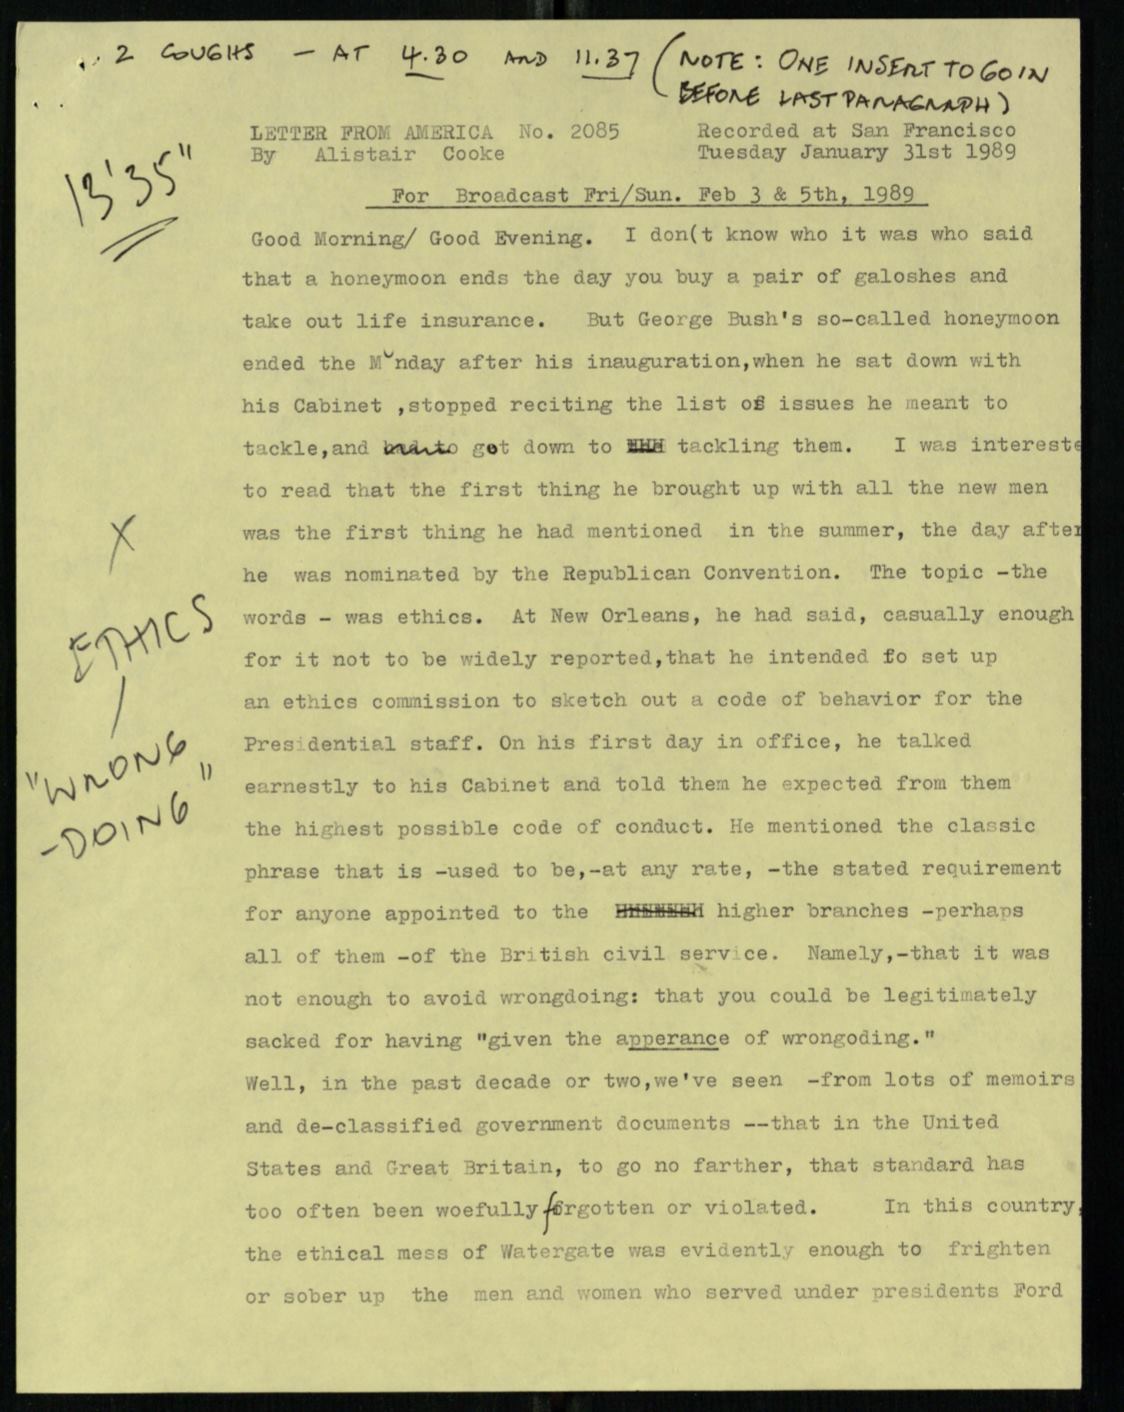 2 COUGHS — AT 4.30 AND 11.37 (NOTE: ONE INSERT TO GO IN
BEFORE LAST PARAGRAPH)
LETTER FROM AMERICA No. 2085 Recorded at San Francisco
By Alistair Cooke Tuesday January 31st 1989
13'35"
For Broadcast Fri/Sun. Feb 3 & 5th, 1989
Good Morning/ Good Evening. I don(t know who it was who said
that a honeymoon ends the day you buy a pair of galoshes and
take out life insurance. But George Bush's so-called honeymoon
ended the Monday after his inauguration,when he sat down with
his Cabinet ,stopped reciting the list of issues he meant to
tackle,and got down to tackling them. I was intereste
to read that the first thing he brought up with all the new men
X
was the first thing he had mentioned in the summer, the day after
he was nominated by the Republican Convention. The topic -the
ETHICS
words - was ethics. At New Orleans, he had said, casually enough
for it not to be widely reported,that he intended fo set up
an ethics commission to sketch out a code of behavior for the
Presidential staff. On his first day in office, he talked
"WRONG
-DOING"
earnestly to his Cabinet and told them he expected from them
the highest possible code of conduct. He mentioned the classic
phrase that is -used to be,-at any rate, -the stated requirement
for anyone appointed to the higher branches -perhaps
all of them -of the British civil service. Namely,-that it was
not enough to avoid wrongdoing: that you could be legitimately
sacked for having "given the apperance of wrongoding."
Well, in the past decade or two,we've seen -from lots of memoirs
and de-classified government documents --that in the United
States and Great Britain, to go no farther, that standard has
too often been woefully forgotten or violated. In this country,
the ethical mess of Watergate was evidently enough to frighten
or sober up the men and women who served under presidents Ford